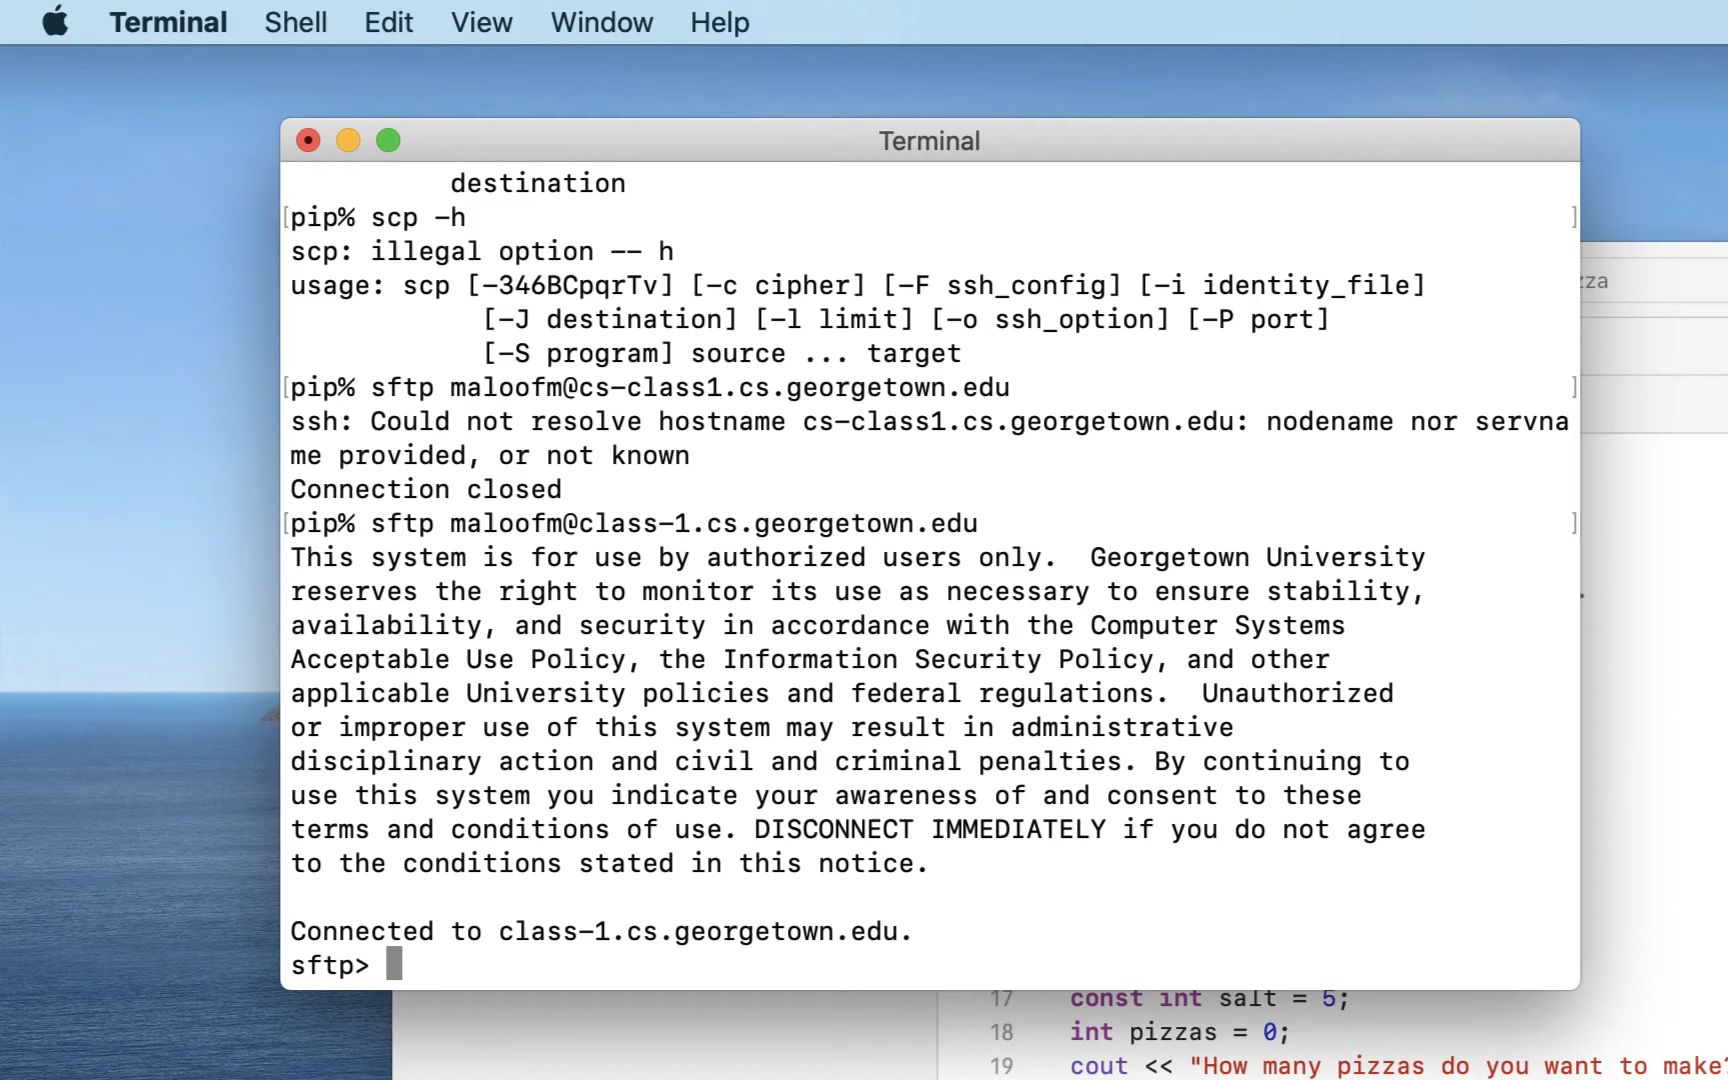 Terminal Shell Edit View Window Help
Terminal
destination
[pip% scp -h ]
scp: illegal option -- h
usage: scp [-346BCpqrTv] [-c cipher] [-F ssh_config] [-i identity_file]
[-J destination] [-l limit] [-o ssh_option] [-P port]
[-S program] source ... target
[pip% sftp maloofm@cs-class1.cs.georgetown.edu ]
ssh: Could not resolve hostname cs-class1.cs.georgetown.edu: nodename nor servna
me provided, or not known
Connection closed
[pip% sftp maloofm@class-1.cs.georgetown.edu ]
This system is for use by authorized users only.  Georgetown University
reserves the right to monitor its use as necessary to ensure stability,
availability, and security in accordance with the Computer Systems
Acceptable Use Policy, the Information Security Policy, and other
applicable University policies and federal regulations.  Unauthorized
or improper use of this system may result in administrative
disciplinary action and civil and criminal penalties. By continuing to
use this system you indicate your awareness of and consent to these
terms and conditions of use. DISCONNECT IMMEDIATELY if you do not agree
to the conditions stated in this notice.
Connected to class-1.cs.georgetown.edu.
sftp>
17 const int salt = 5;
18 int pizzas = 0;
19 cout << "How many pizzas do you want to make?